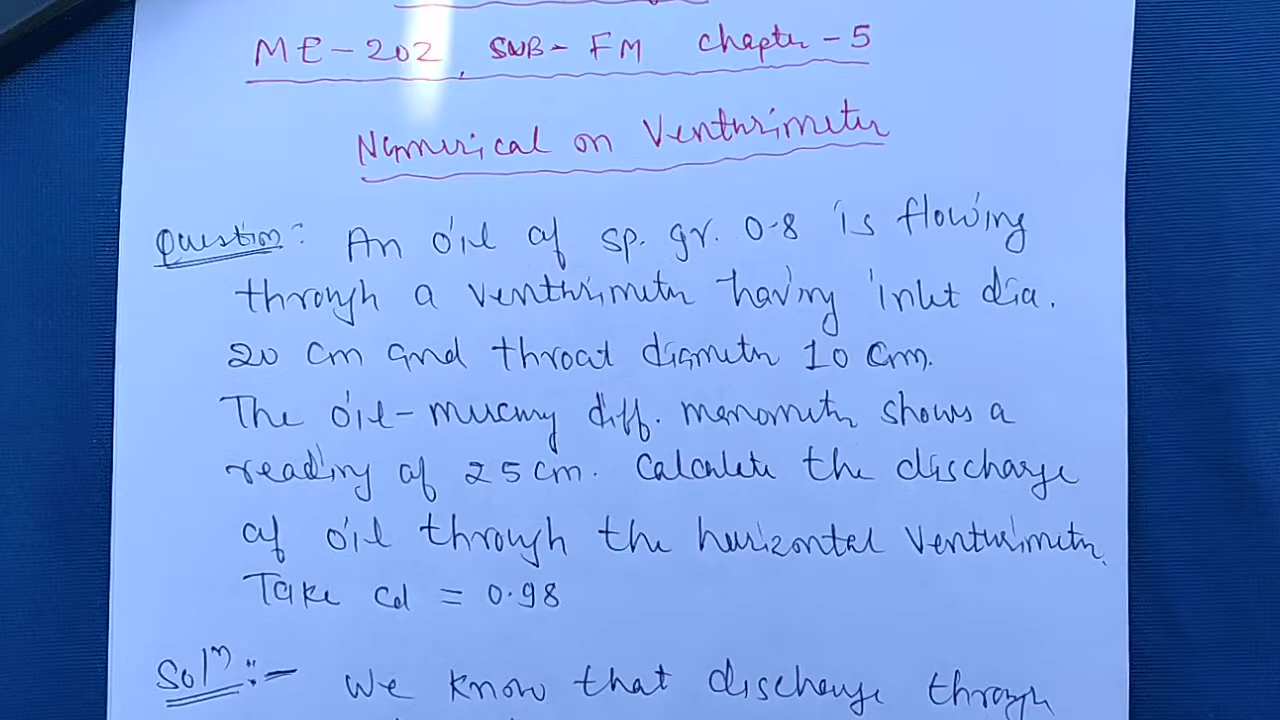 ME-202, SUB- FM chapter-5
Numerical on Venturimeter
Question:- An oil of sp. gr. 0.8 is flowing
through a venturimeter having inlet dia.
20 cm and throat diameter 10 cm.
The oil-mercury diff. manometer shows a
reading of 25 cm. Calculate the discharge
of oil through the horizontal venturimeter.
Take cd = 0.98
Solⁿ:- We know that discharge through